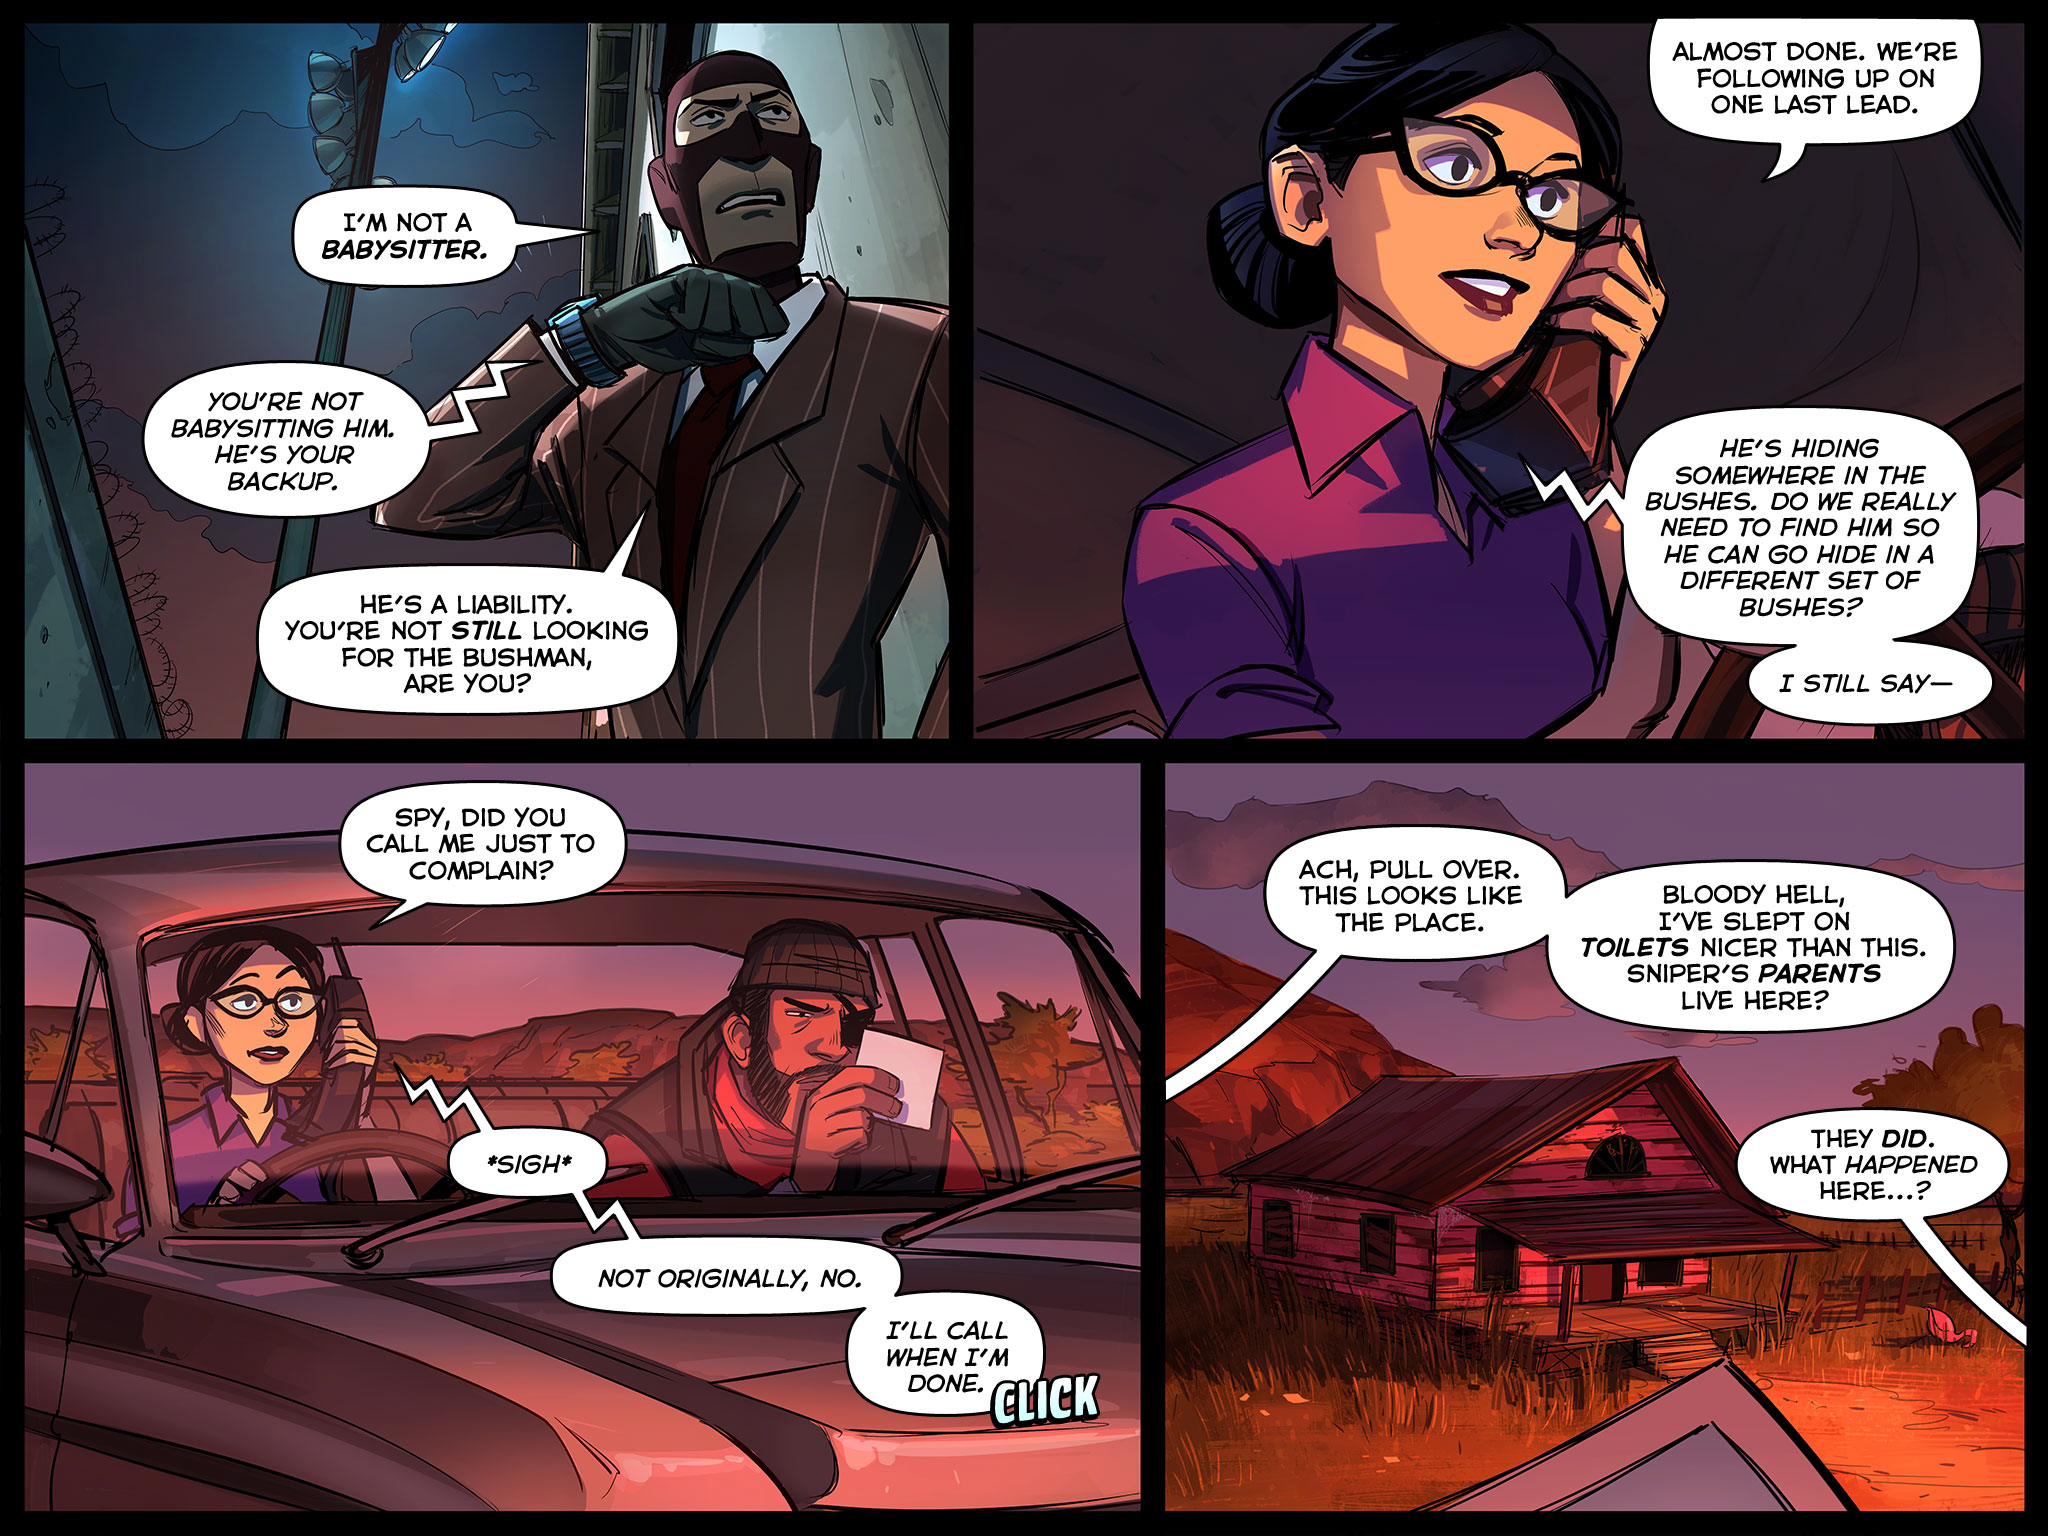 I'M NOT A
BABYSITTER.
YOU'RE NOT
BABYSITTING HIM.
HE'S YOUR
BACKUP.
HE'S A LIABILITY.
YOU'RE NOT STILL LOOKING
FOR THE BUSHMAN,
ARE YOU?
ALMOST DONE. WE'RE
FOLLOWING UP ON
ONE LAST LEAD.
HE'S HIDING
SOMEWHERE IN THE
BUSHES. DO WE REALLY
NEED TO FIND HIM SO
HE CAN GO HIDE IN A
DIFFERENT SET OF
BUSHES?
I STILL SAY—
SPY, DID YOU
CALL ME JUST TO
COMPLAIN?
*SIGH*
NOT ORIGINALLY, NO.
I'LL CALL
WHEN I'M
DONE.
CLICK
ACH, PULL OVER.
THIS LOOKS LIKE
THE PLACE.
BLOODY HELL,
I'VE SLEPT ON
TOILETS NICER THAN THIS.
SNIPER'S PARENTS
LIVE HERE?
THEY DID.
WHAT HAPPENED
HERE...?